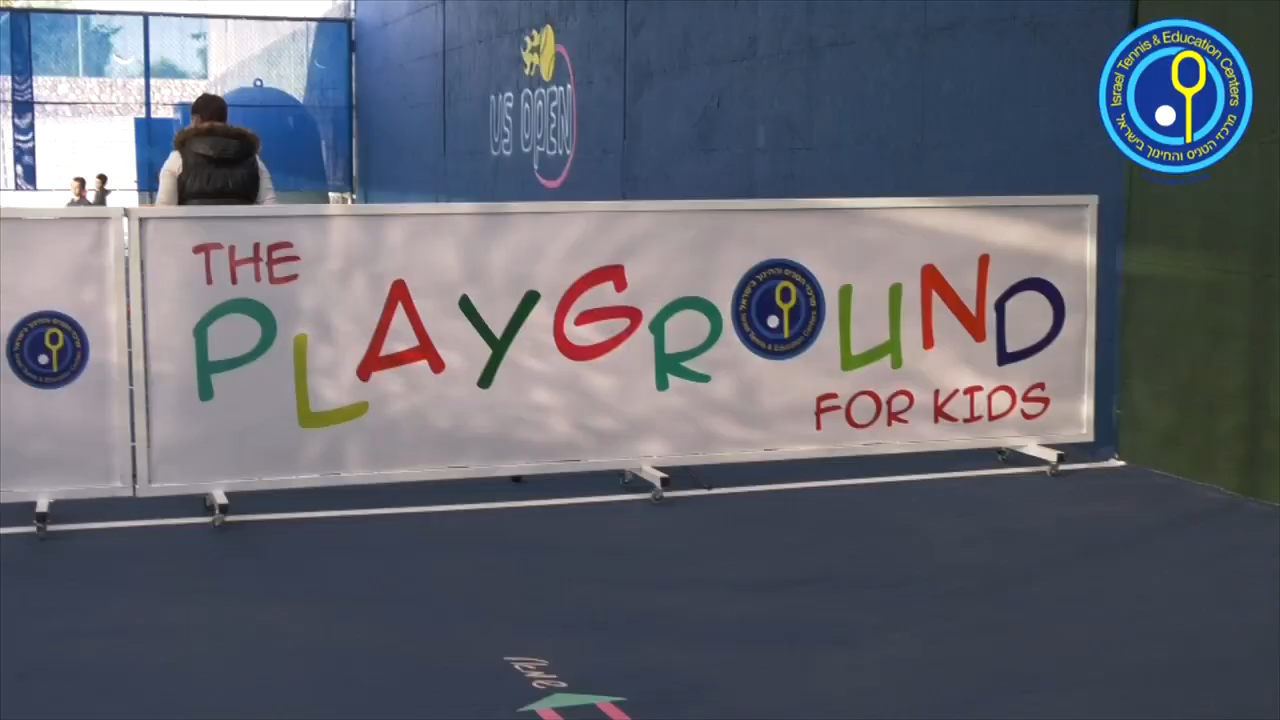 US OPEN
Israel Tennis & Education Centers
מרכזי הטניס והחינוך בישראל
THE
PLAYGROUND
FOR KIDS